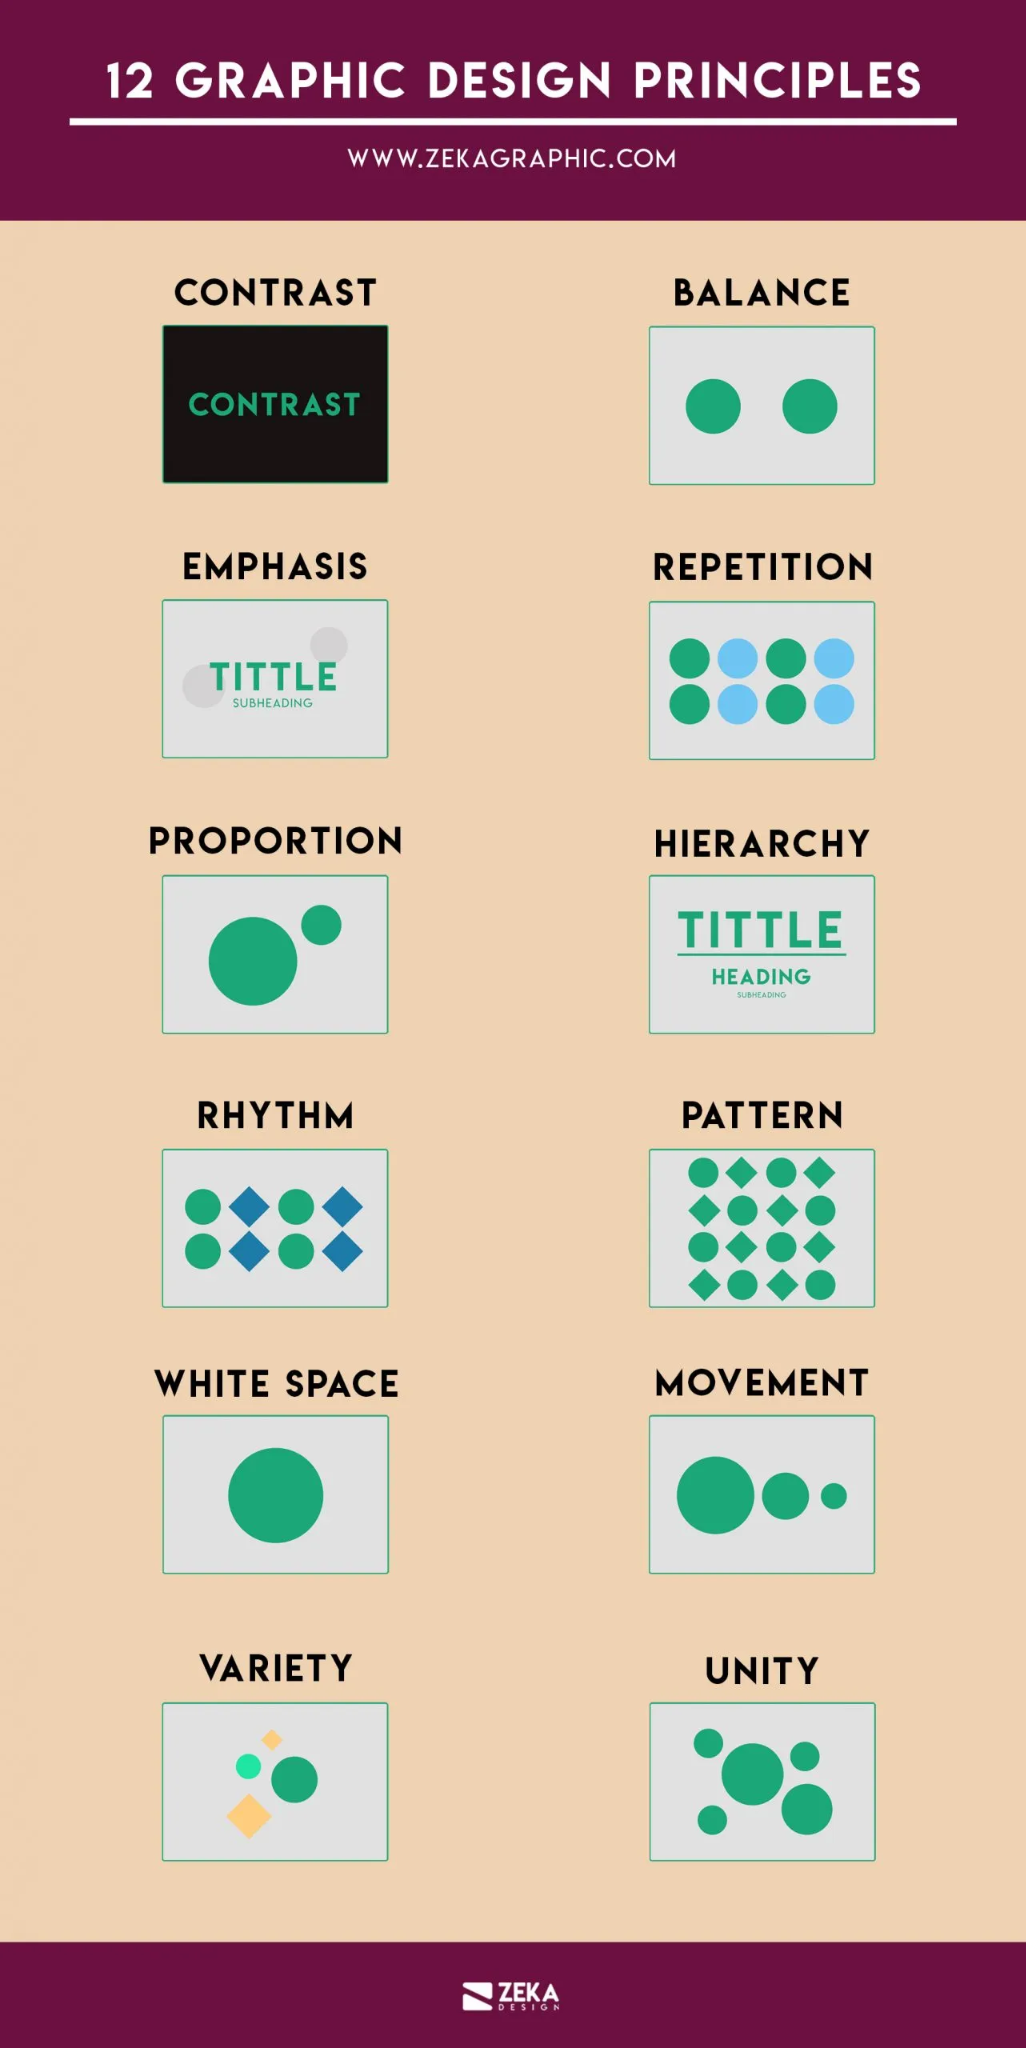 12 GRAPHIC DESIGN PRINCIPLES
WWW.ZEKAGRAPHIC.COM
CONTRAST
CONTRAST
BALANCE
EMPHASIS
TITTLE
SUBHEADING
REPETITION
PROPORTION
HIERARCHY
TITTLE
HEADING
SUBHEADING
RHYTHM
PATTERN
WHITE SPACE
MOVEMENT
VARIETY
UNITY
ZEKA
DESIGN